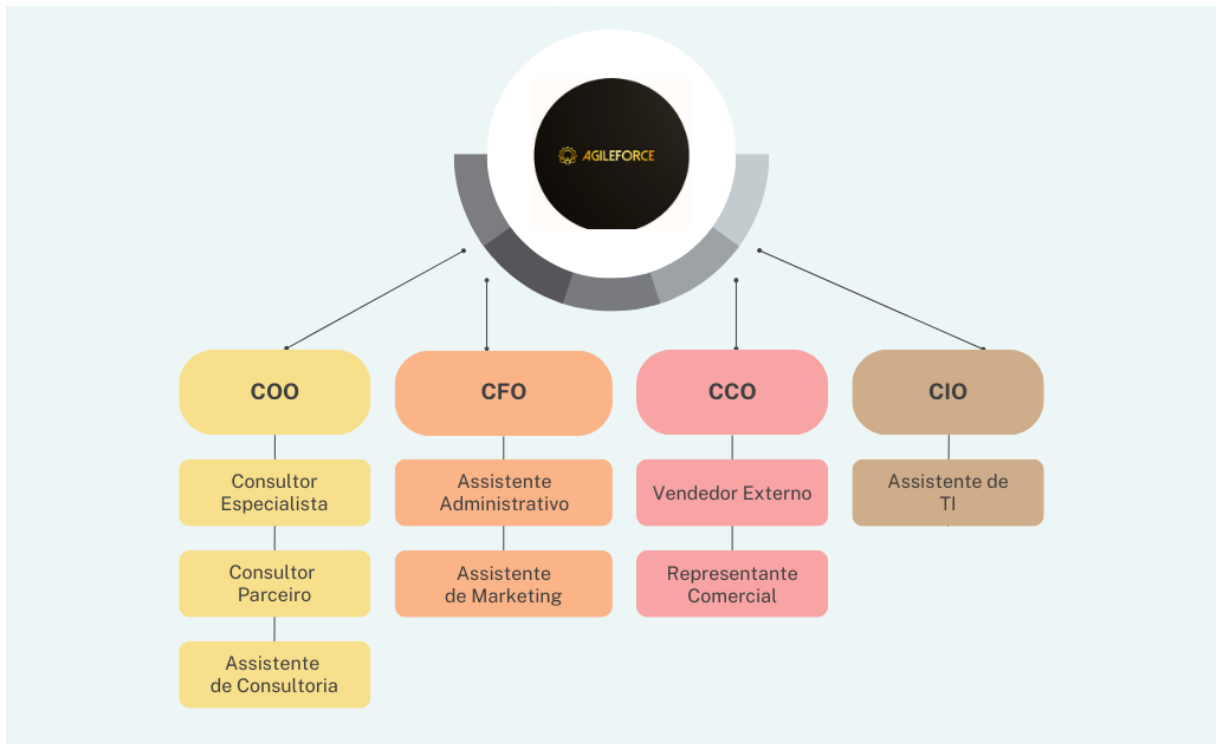 AGILEFORCE
COO
Consultor
Especialista
Consultor
Parceiro
Assistente
de Consultoria
CFO
Assistente
Administrativo
Assistente
de Marketing
CCO
Vendedor Externo
Representante
Comercial
CIO
Assistente de
TI